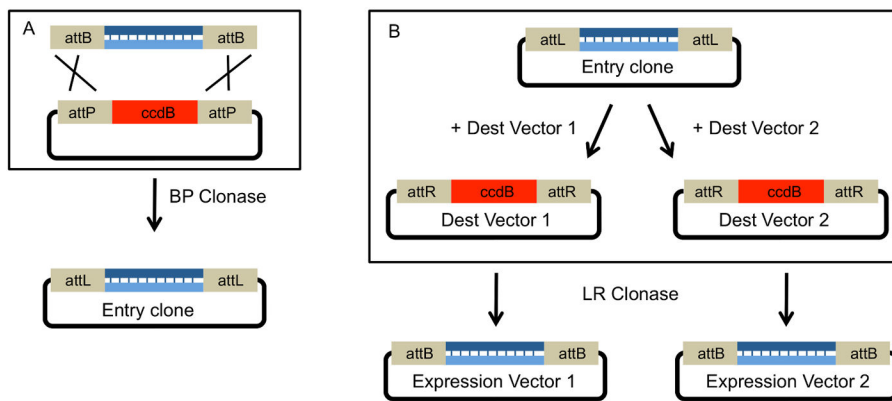 A
attB attB
attP ccdB attP
BP Clonase
attL attL
Entry clone
B
attL attL
Entry clone
+ Dest Vector 1 + Dest Vector 2
attR ccdB attR attR ccdB attR
Dest Vector 1 Dest Vector 2
LR Clonase
attB attB attB attB
Expression Vector 1 Expression Vector 2